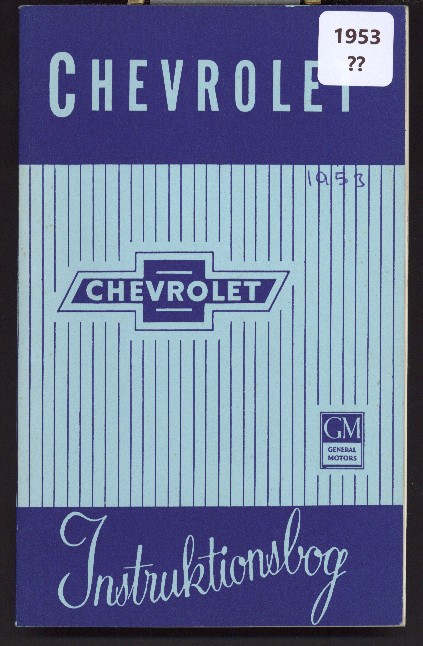 CHEVROLET
1953
??
1953
CHEVROLET
GM
GENERAL
MOTORS
Instruktionsbog